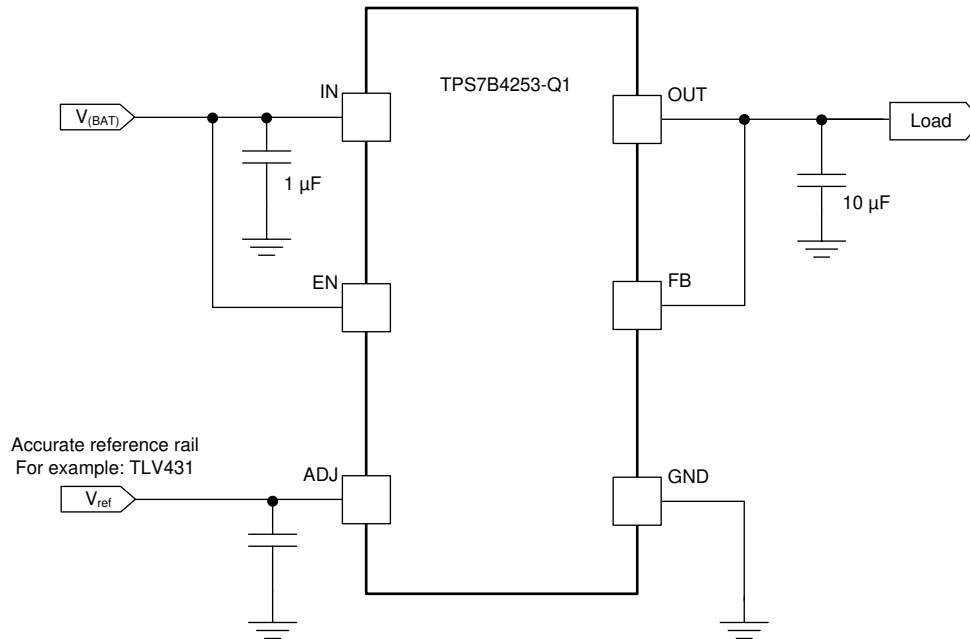 TPS7B4253-Q1
IN
OUT
V(BAT)
Load
1 µF
10 µF
EN
FB
Accurate reference rail
For example: TLV431
ADJ
GND
Vref